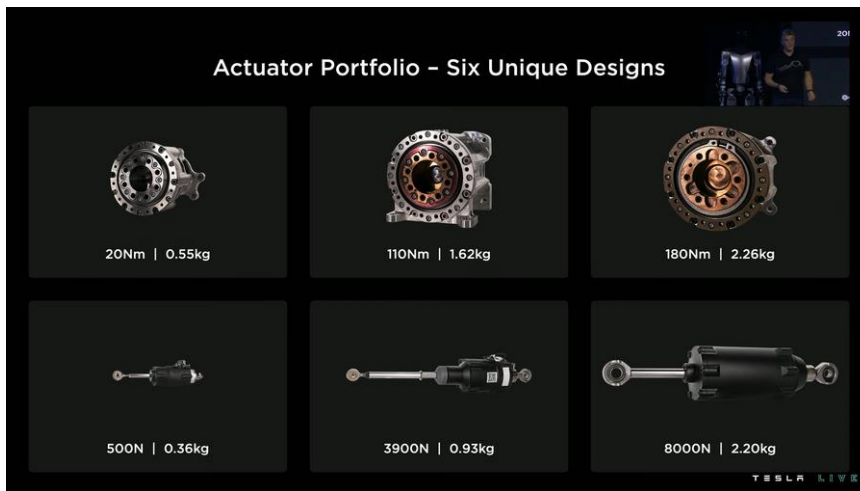 Actuator Portfolio – Six Unique Designs
20Nm | 0.55kg
110Nm | 1.62kg
180Nm | 2.26kg
500N | 0.36kg
3900N | 0.93kg
8000N | 2.20kg
TESLA LIVE